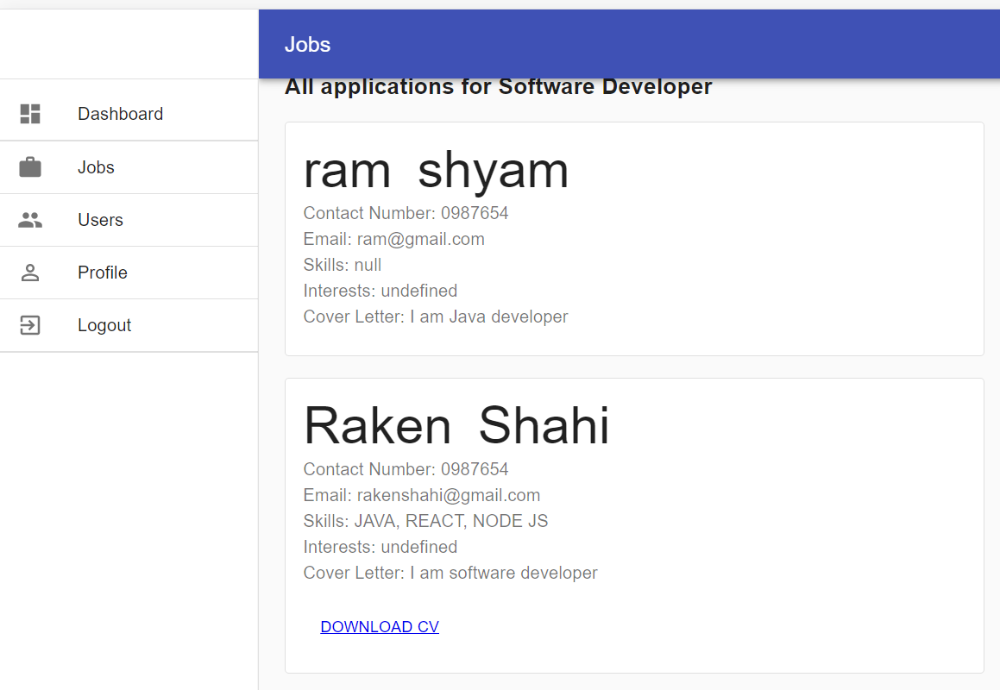 Jobs
All applications for Software Developer
Dashboard
Jobs
Users
Profile
Logout
ram shyam
Contact Number: 0987654
Email: ram@gmail.com
Skills: null
Interests: undefined
Cover Letter: I am Java developer
Raken Shahi
Contact Number: 0987654
Email: rakenshahi@gmail.com
Skills: JAVA, REACT, NODE JS
Interests: undefined
Cover Letter: I am software developer
DOWNLOAD CV